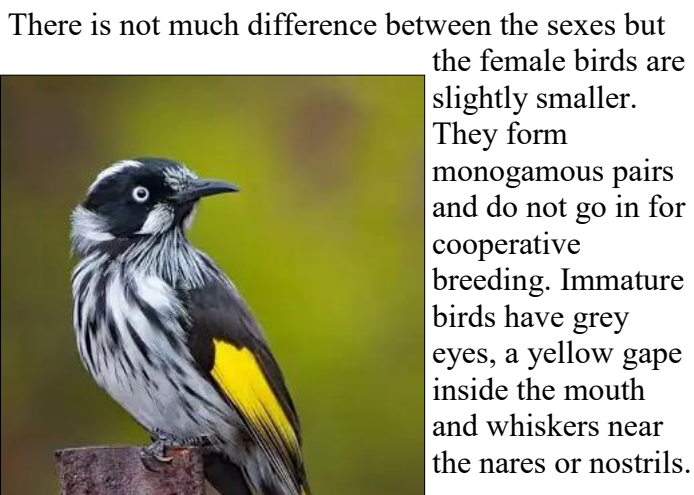 There is not much difference between the sexes but
the female birds are
slightly smaller.
They form
monogamous pairs
and do not go in for
cooperative
breeding. Immature
birds have grey
eyes, a yellow gape
inside the mouth
and whiskers near
the nares or nostrils.